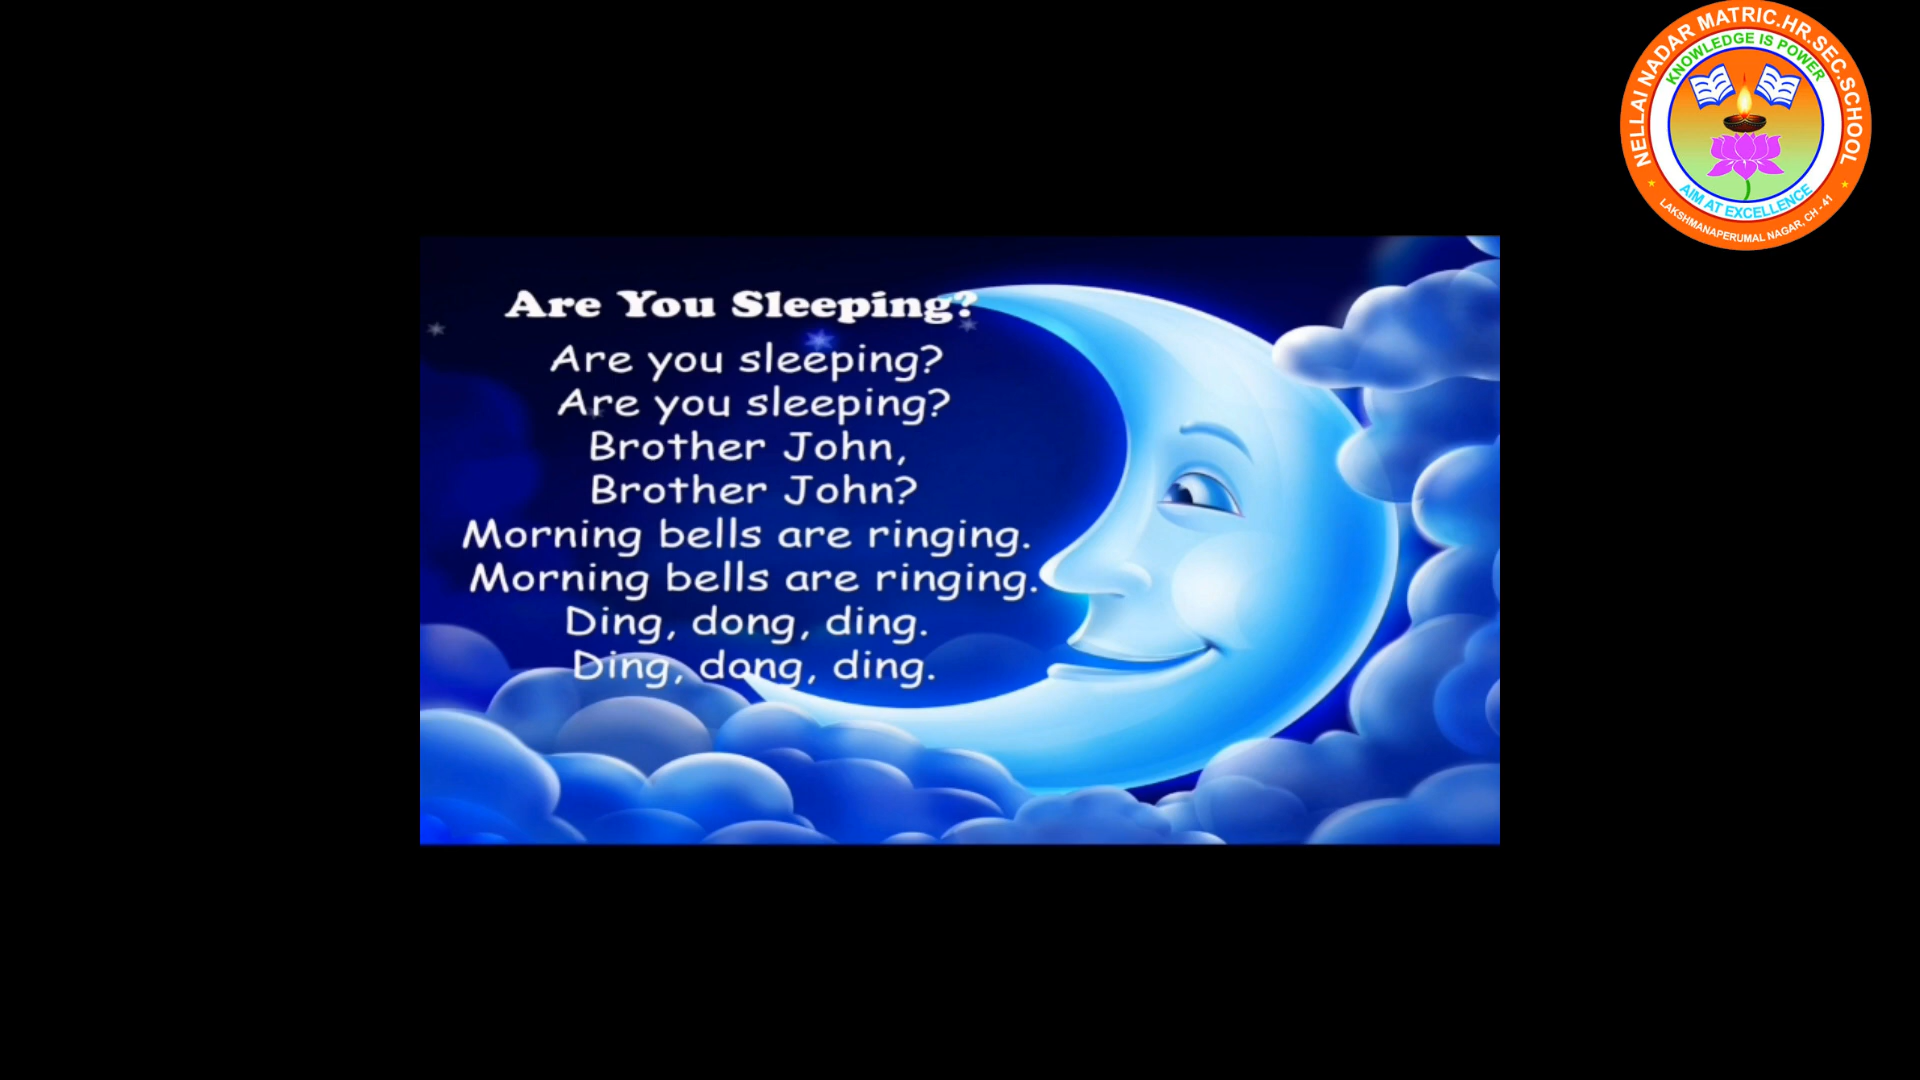 NELLAI NADAR MATRIC.HR.SEC.SCHOOL
KNOWLEDGE IS POWER
AIM AT EXCELLENCE
LAKSHMANAPERUMAL NAGAR, CH - 41
Are You Sleeping?
Are you sleeping?
Are you sleeping?
Brother John,
Brother John?
Morning bells are ringing.
Morning bells are ringing.
Ding, dong, ding.
Ding, dong, ding.